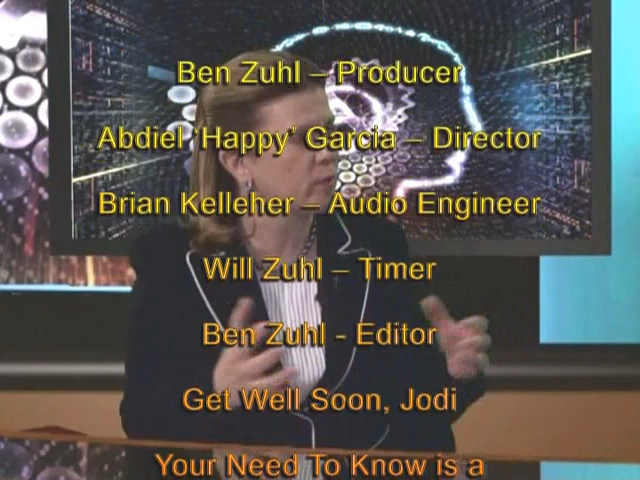 Ben Zuhl – Producer
Abdiel 'Happy' Garcia – Director
Brian Kelleher – Audio Engineer
Will Zuhl – Timer
Ben Zuhl - Editor
Get Well Soon, Jodi
Your Need To Know is a